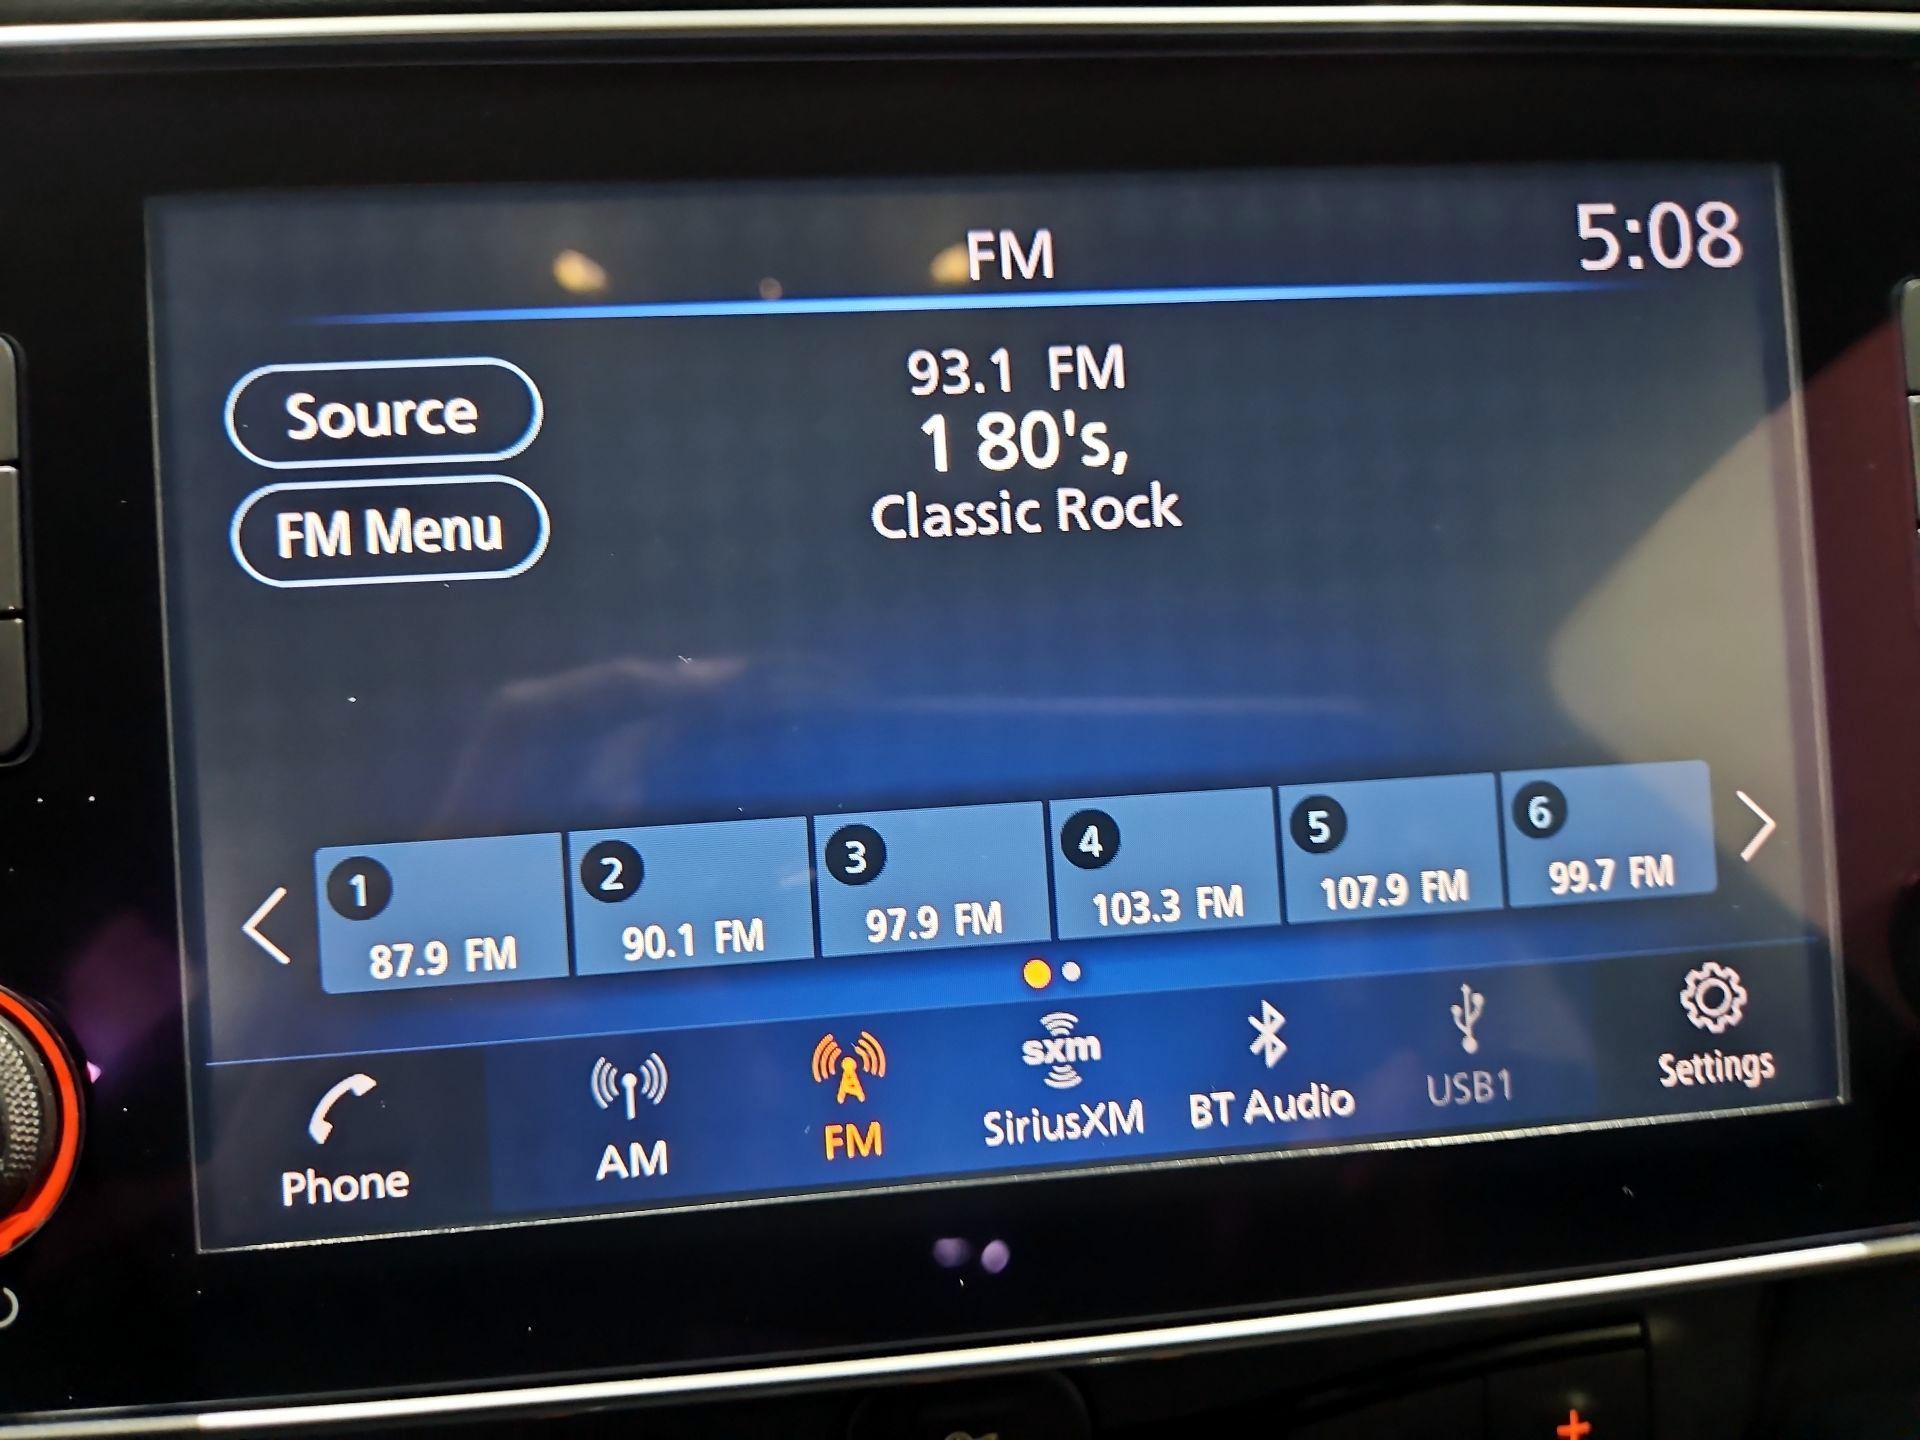 FM
5:08
93.1 FM
1 80's,
Classic Rock
Source
FM Menu
1
2
3
4
5
6
87.9 FM
90.1 FM
97.9 FM
103.3 FM
107.9 FM
99.7 FM
sxm
Phone
AM
FM
SiriusXM
BT Audio
USB1
Settings
+